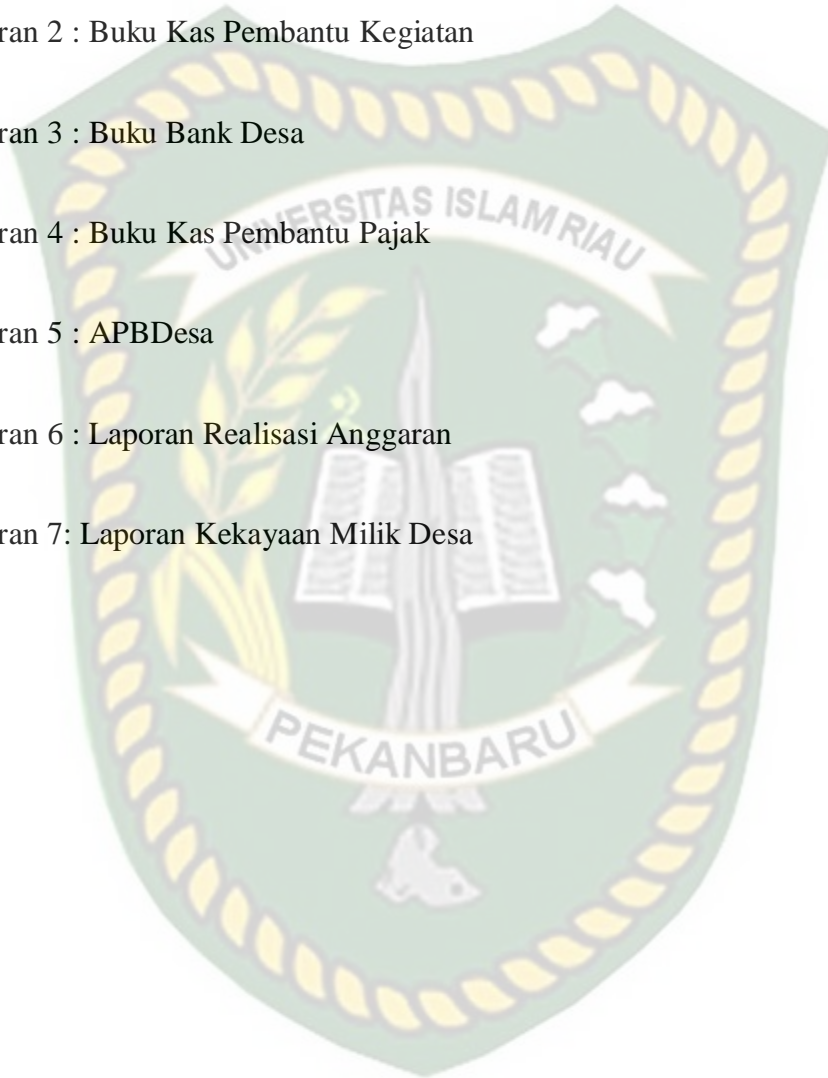 ran 2 : Buku Kas Pembantu Kegiatan
ran 3 : Buku Bank Desa
UNIVERSITAS ISLAM RIAU
ran 4 : Buku Kas Pembantu Pajak
ran 5 : APBDesa
ran 6 : Laporan Realisasi Anggaran
ran 7: Laporan Kekayaan Milik Desa
PEKANBARU